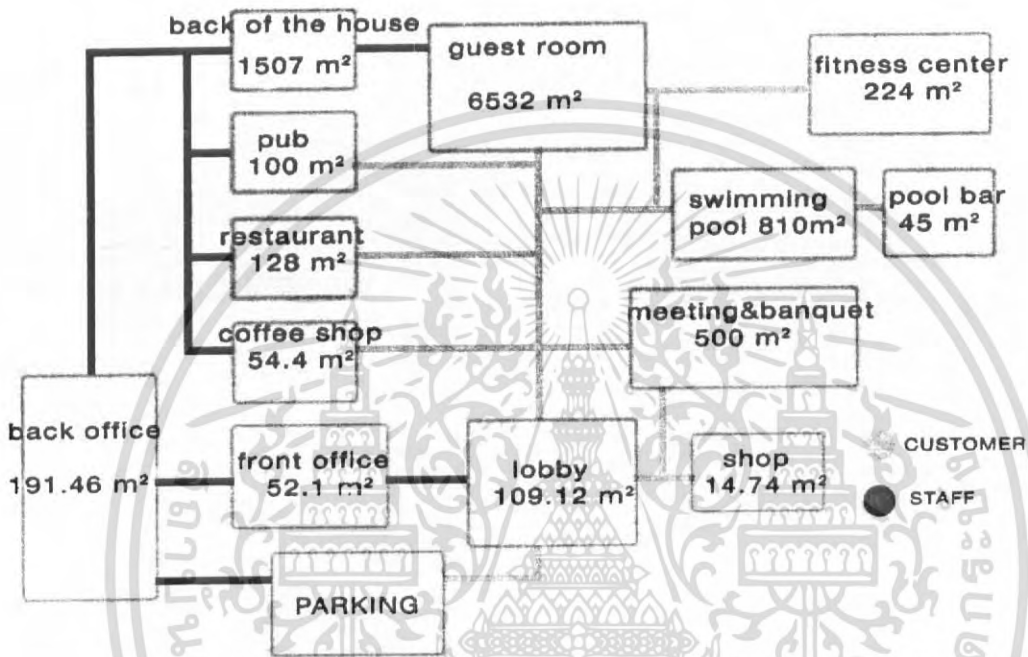 back of the house
1507 m²
guest room
6532 m²
fitness center
224 m²
pub
100 m²
swimming
pool 810m²
pool bar
45 m²
restaurant
128 m²
meeting&banquet
500 m²
coffee shop
54.4 m²
back office
191.46 m²
front office
52.1 m²
lobby
109.12 m²
shop
14.74 m²
CUSTOMER
STAFF
PARKING